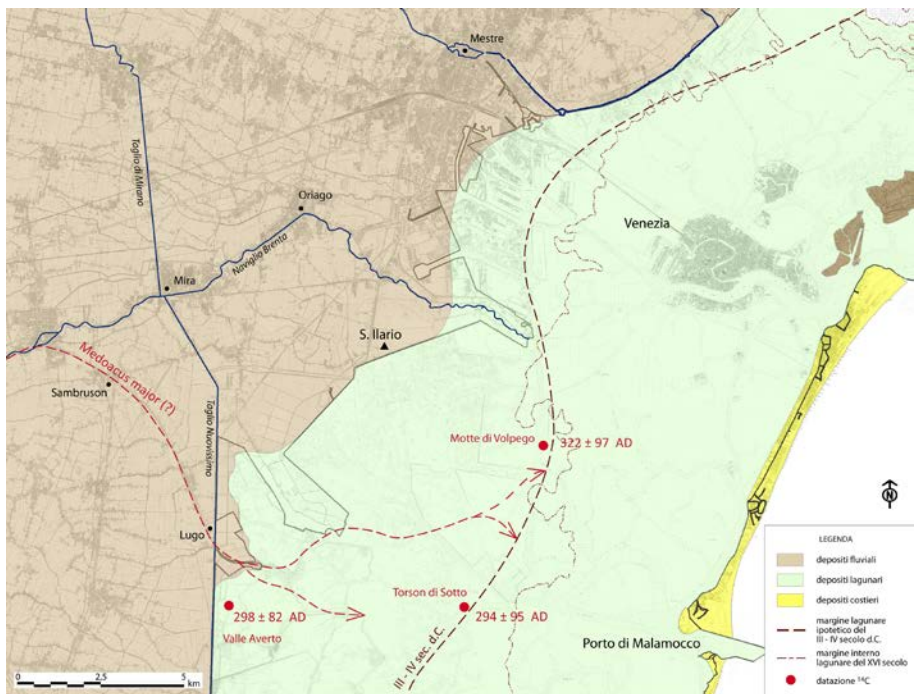 Mestre
Taglio di Mirano
Oriago
Naviglio Brenta
Venezia
Mira
S. Ilario
Medoacus major (?)
Sambruson
Taglio Nuovissimo
Motte di Volpego
322 ± 97 AD
N
Lugo
LEGENDA
depositi fluviali
depositi lagunari
depositi costieri
margine lagunare
ipotetico del
III - IV secolo d.C.
margine interno
lagunare del XVI secolo
datazione ¹⁴C
Torson di Sotto
298 ± 82 AD
294 ± 95 AD
Valle Averto
Porto di Malamocco
III - IV sec. d.C.
0 2,5 5
km